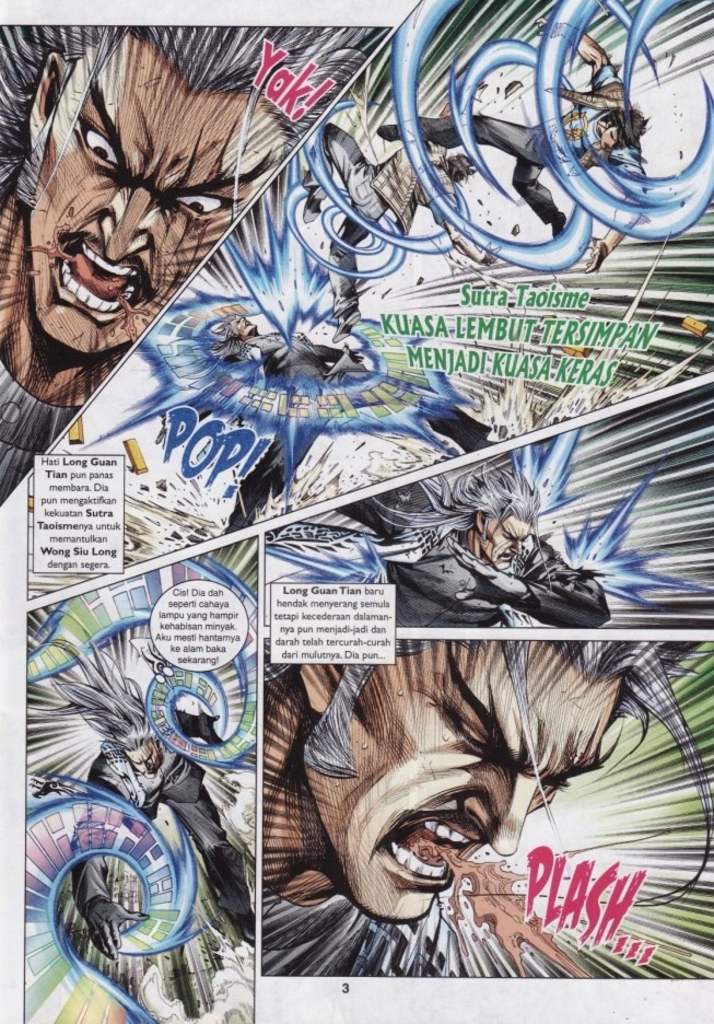 Yak!
Sutra Taoisme
KUASA LEMBUT TERSIMPAN
MENJADI KUASA KERAS
POP!
Hati Long Guan
Tian pun panas
membara. Dia
pun mengaktifkan
kekuatan Sutra
Taoismenya untuk
memantulkan
Wong Siu Long
dengan segera.
Long Guan Tian baru
hendak menyerang semula
tetapi kecederaan dalaman-
nya pun menjadi-jadi dan
darah telah tercurah-curah
dari mulutnya. Dia pun...
Cis! Dia dah
seperti cahaya
lampu yang hampir
kehabisan minyak.
Aku mesti hantarnya
ke alam baka
sekarang!
PLASH...
3